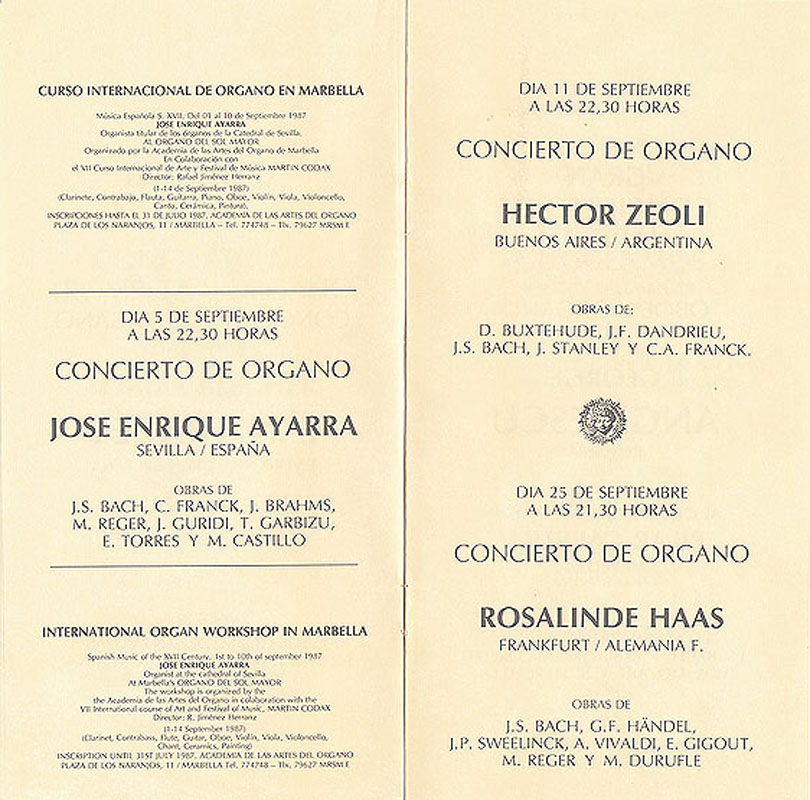 CURSO INTERNACIONAL DE ORGANO EN MARBELLA
Música Española S. XVII. Del 01 al 10 de Septiembre 1987
JOSE ENRIQUE AYARRA
Organista titular de los órganos de la Catedral de Sevilla.
AL ORGANO DEL SOL MAYOR
Organizado por la Academia de las Artes del Organo de Marbella
En Colaboración con
el VII Curso Internacional de Arte y Festival de Música MARTIN CODAX
Director: Rafael Jiménez Herranz
(1-14 de Septiembre 1987)
(Clarinete, Contrabajo, Flauta, Guitarra, Piano, Oboe, Violín, Viola, Violoncello,
Canto, Cerámica, Pintura).
INSCRIPCIONES HASTA EL 31 DE JULIO 1987. ACADEMIA DE LAS ARTES DEL ORGANO
PLAZA DE LOS NARANJOS, 11 / MARBELLA – Tel. 774748 – Tlx. 79627 MRSM E
DIA 5 DE SEPTIEMBRE
A LAS 22,30 HORAS
CONCIERTO DE ORGANO
JOSE ENRIQUE AYARRA
SEVILLA / ESPAÑA
OBRAS DE
J.S. BACH, C. FRANCK, J. BRAHMS,
M. REGER, J. GURIDI, T. GARBIZU,
E. TORRES Y M. CASTILLO
INTERNATIONAL ORGAN WORKSHOP IN MARBELLA
Spanish Music of the XVII Century. 1st to 10th of september 1987
JOSE ENRIQUE AYARRA
Organist at the cathedral of Sevilla
At Marbella's ORGANO DEL SOL MAYOR
The workshop is organized by the
the Academia de las Artes del Organo in colaboration with the
VII International course of Art and Festival of Music, MARTIN CODAX
Director: R. Jiménez Herranz
(1-14 September 1987)
(Clarinet, Contrabass, Flute, Guitar, Oboe, Violín, Viola, Violoncello,
Chant, Ceramics, Painting)
INSCRIPTION UNTIL 31ST JULY 1987. ACADEMIA DE LAS ARTES DEL ORGANO
PLAZA DE LOS NARANJOS, 11 / MARBELLA Tel. 774748 – Tlx. 79627 MRSM E
DIA 11 DE SEPTIEMBRE
A LAS 22,30 HORAS
CONCIERTO DE ORGANO
HECTOR ZEOLI
BUENOS AIRES / ARGENTINA
OBRAS DE:
D. BUXTEHUDE, J.F. DANDRIEU,
J.S. BACH, J. STANLEY Y C.A. FRANCK.
DIA 25 DE SEPTIEMBRE
A LAS 21,30 HORAS
CONCIERTO DE ORGANO
ROSALINDE HAAS
FRANKFURT / ALEMANIA F.
OBRAS DE
J.S. BACH, G.F. HÄNDEL,
J.P. SWEELINCK, A. VIVALDI, E. GIGOUT,
M. REGER Y M. DURUFLE